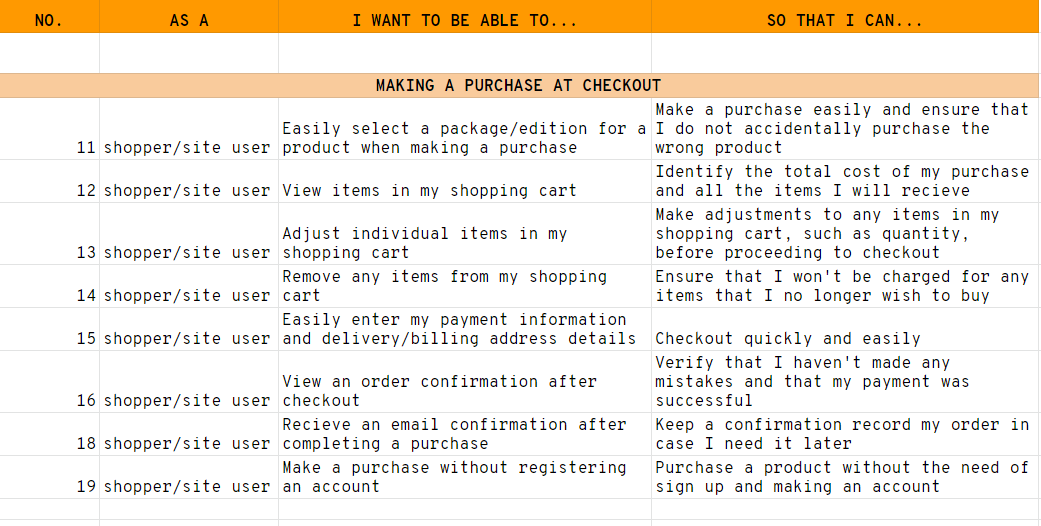 NO. AS A I WANT TO BE ABLE TO... SO THAT I CAN...
MAKING A PURCHASE AT CHECKOUT
11 shopper/site user
Easily select a package/edition for a
product when making a purchase
Make a purchase easily and ensure that
I do not accidentally purchase the
wrong product
12 shopper/site user
View items in my shopping cart
Identify the total cost of my purchase
and all the items I will recieve
13 shopper/site user
Adjust individual items in my
shopping cart
Make adjustments to any items in my
shopping cart, such as quantity,
before proceeding to checkout
14 shopper/site user
Remove any items from my shopping
cart
Ensure that I won't be charged for any
items that I no longer wish to buy
15 shopper/site user
Easily enter my payment information
and delivery/billing address details
Checkout quickly and easily
16 shopper/site user
View an order confirmation after
checkout
Verify that I haven't made any
mistakes and that my payment was
successful
18 shopper/site user
Recieve an email confirmation after
completing a purchase
Keep a confirmation record my order in
case I need it later
19 shopper/site user
Make a purchase without registering
an account
Purchase a product without the need of
sign up and making an account